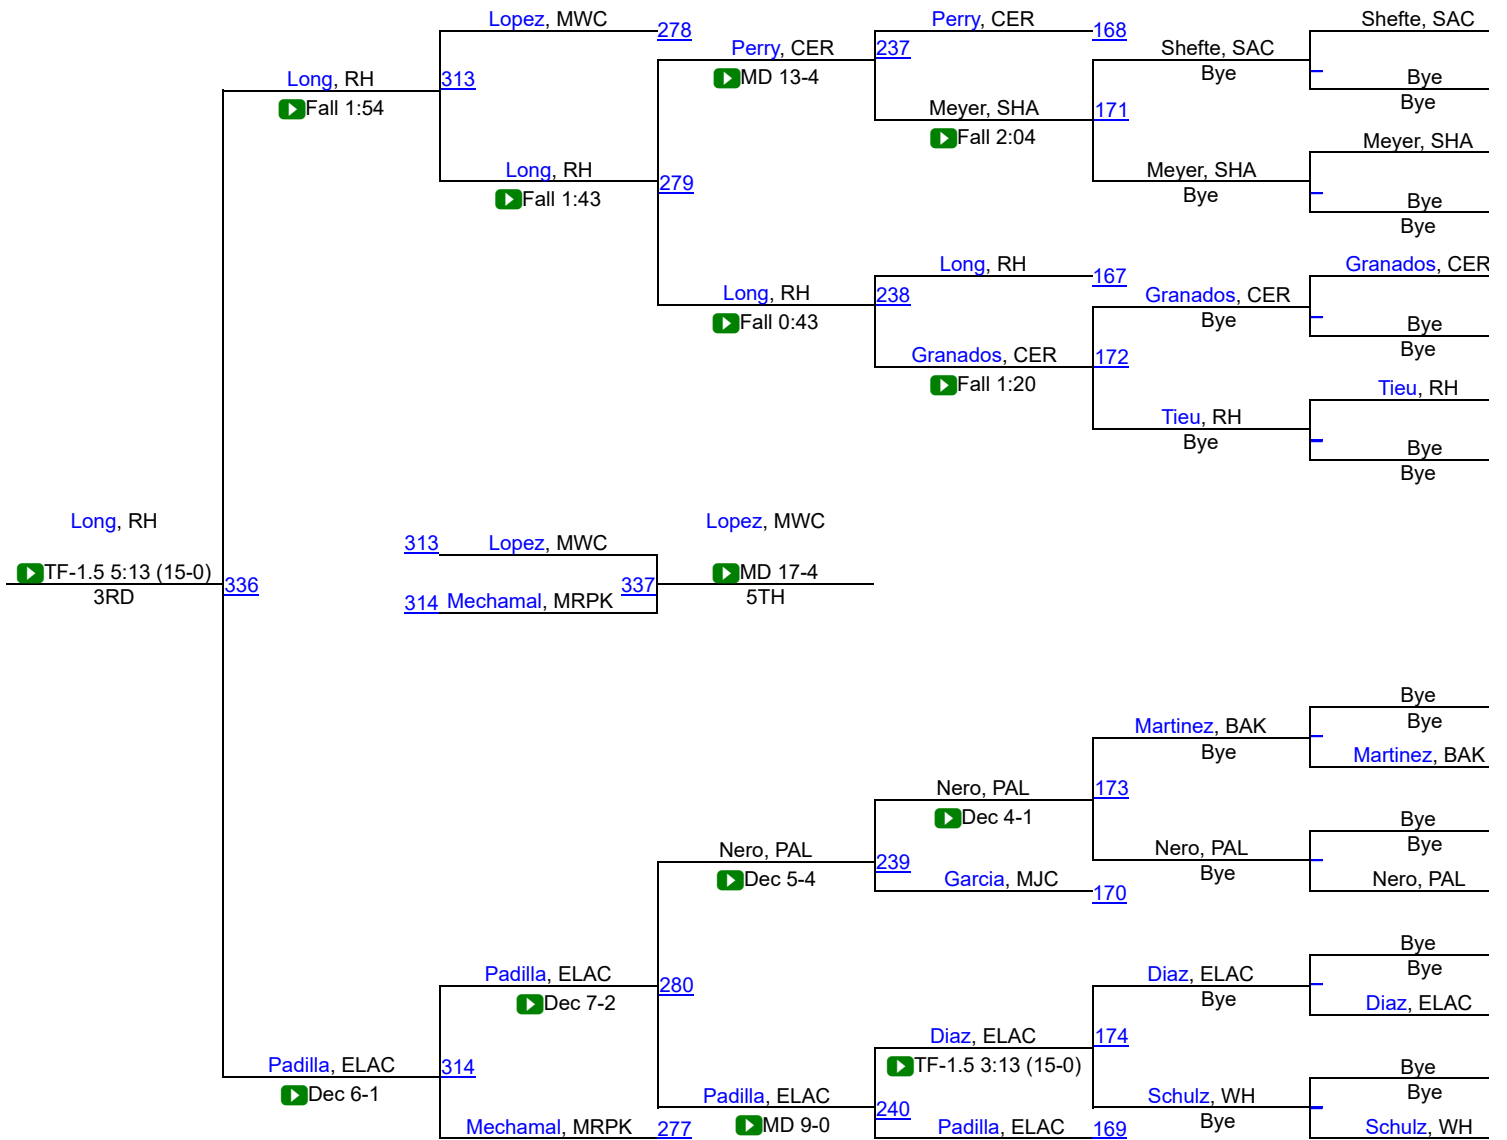 Lopez, MWC
278
Long, RH
Fall 1:54
313
Long, RH
Fall 1:43
279
Perry, CER
MD 13-4
237
Perry, CER
168
Meyer, SHA
Fall 2:04
171
Shefte, SAC
Bye
Shefte, SAC
Bye
Bye
Meyer, SHA
Bye
Meyer, SHA
Bye
Bye
Long, RH
Fall 0:43
238
Long, RH
167
Granados, CER
Fall 1:20
172
Granados, CER
Bye
Granados, CER
Bye
Bye
Tieu, RH
Bye
Tieu, RH
Bye
Bye
Long, RH
TF-1.5 5:13 (15-0)
3RD
336
313 Lopez, MWC
314 Mechamal, MRPK
337
Lopez, MWC
MD 17-4
5TH
Padilla, ELAC
Dec 6-1
314
Padilla, ELAC
Dec 7-2
280
Mechamal, MRPK
277
Nero, PAL
Dec 5-4
239
Nero, PAL
Dec 4-1
173
Garcia, MJC
170
Martinez, BAK
Bye
Bye
Bye
Martinez, BAK
Nero, PAL
Bye
Bye
Bye
Nero, PAL
Padilla, ELAC
MD 9-0
240
Diaz, ELAC
TF-1.5 3:13 (15-0)
174
Padilla, ELAC
169
Diaz, ELAC
Bye
Bye
Bye
Diaz, ELAC
Schulz, WH
Bye
Bye
Bye
Schulz, WH